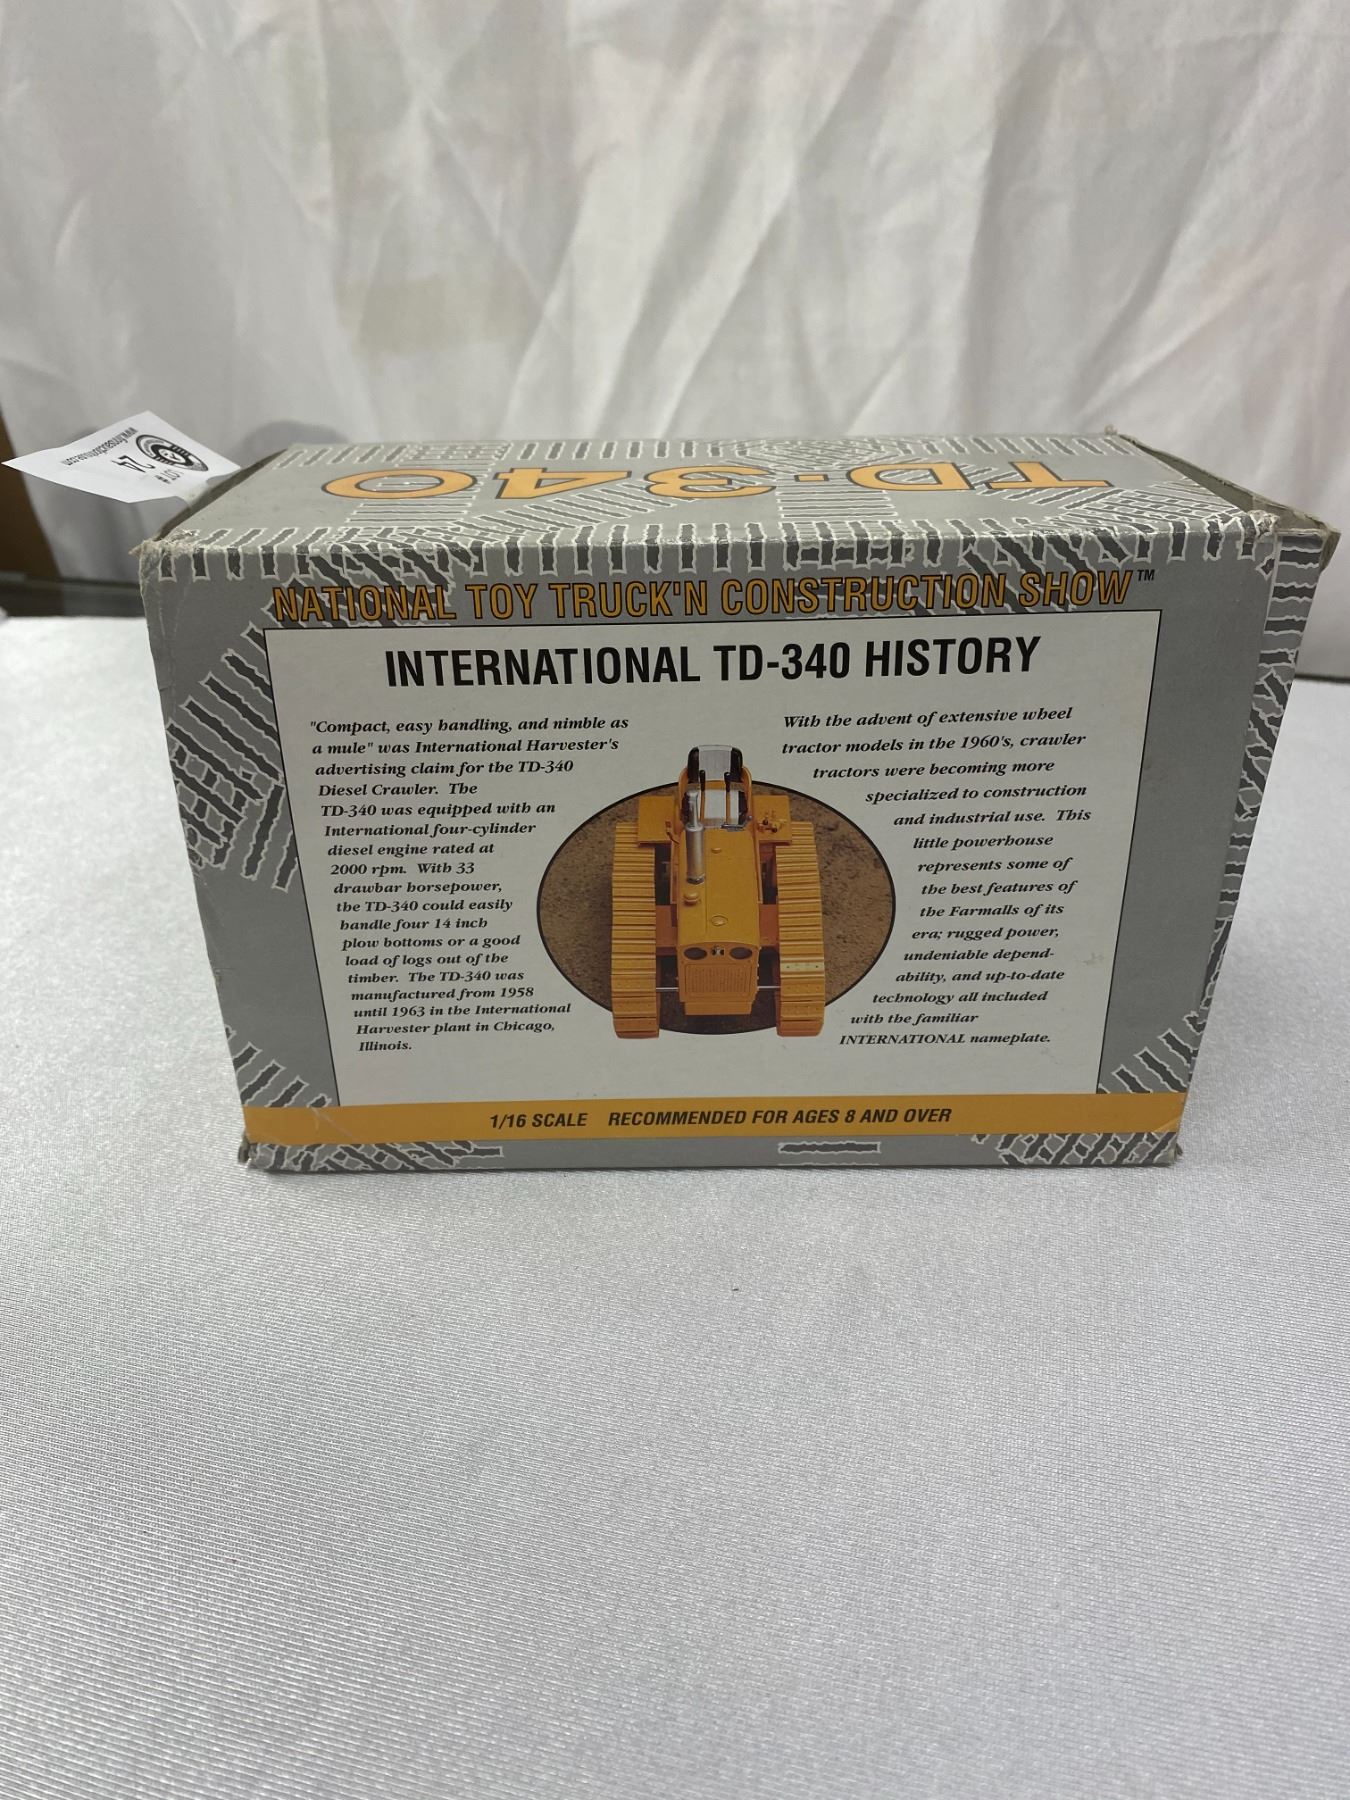 LOT #
24
TD-340
NATIONAL TOY TRUCK'N CONSTRUCTION SHOW™
INTERNATIONAL TD-340 HISTORY
"Compact, easy handling, and nimble as
a mule" was International Harvester's
advertising claim for the TD-340
Diesel Crawler. The
TD-340 was equipped with an
International four-cylinder
diesel engine rated at
2000 rpm. With 33
drawbar horsepower,
the TD-340 could easily
handle four 14 inch
plow bottoms or a good
load of logs out of the
timber. The TD-340 was
manufactured from 1958
until 1963 in the International
Harvester plant in Chicago,
Illinois.
With the advent of extensive wheel
tractor models in the 1960's, crawler
tractors were becoming more
specialized to construction
and industrial use. This
little powerhouse
represents some of
the best features of
the Farmalls of its
era; rugged power,
undeniable depend-
ability, and up-to-date
technology all included
with the familiar
INTERNATIONAL nameplate.
1/16 SCALE RECOMMENDED FOR AGES 8 AND OVER